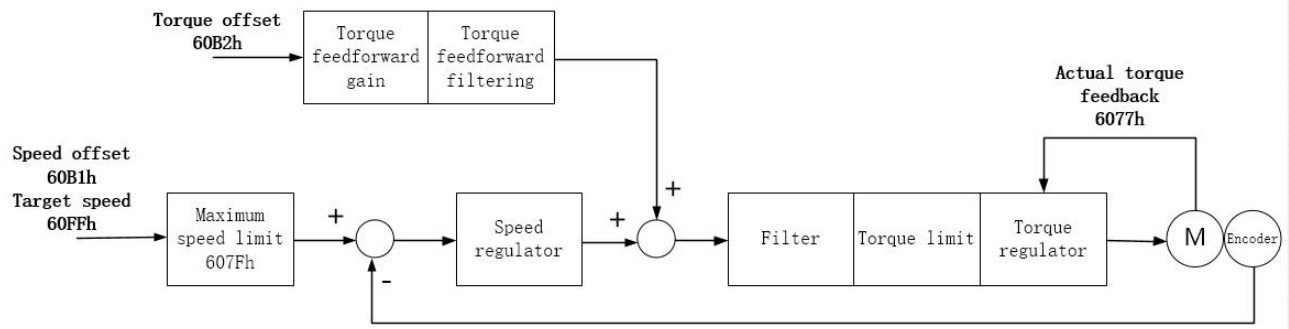 Torque offset
60B2h
Torque
feedforward
gain
Torque
feedforward
filtering
Actual torque
feedback
6077h
Speed offset
60B1h
Target speed
60FFh
Maximum
speed limit
607Fh
+
-
Speed
regulator
+
+
Filter
Torque limit
Torque
regulator
M
Encoder